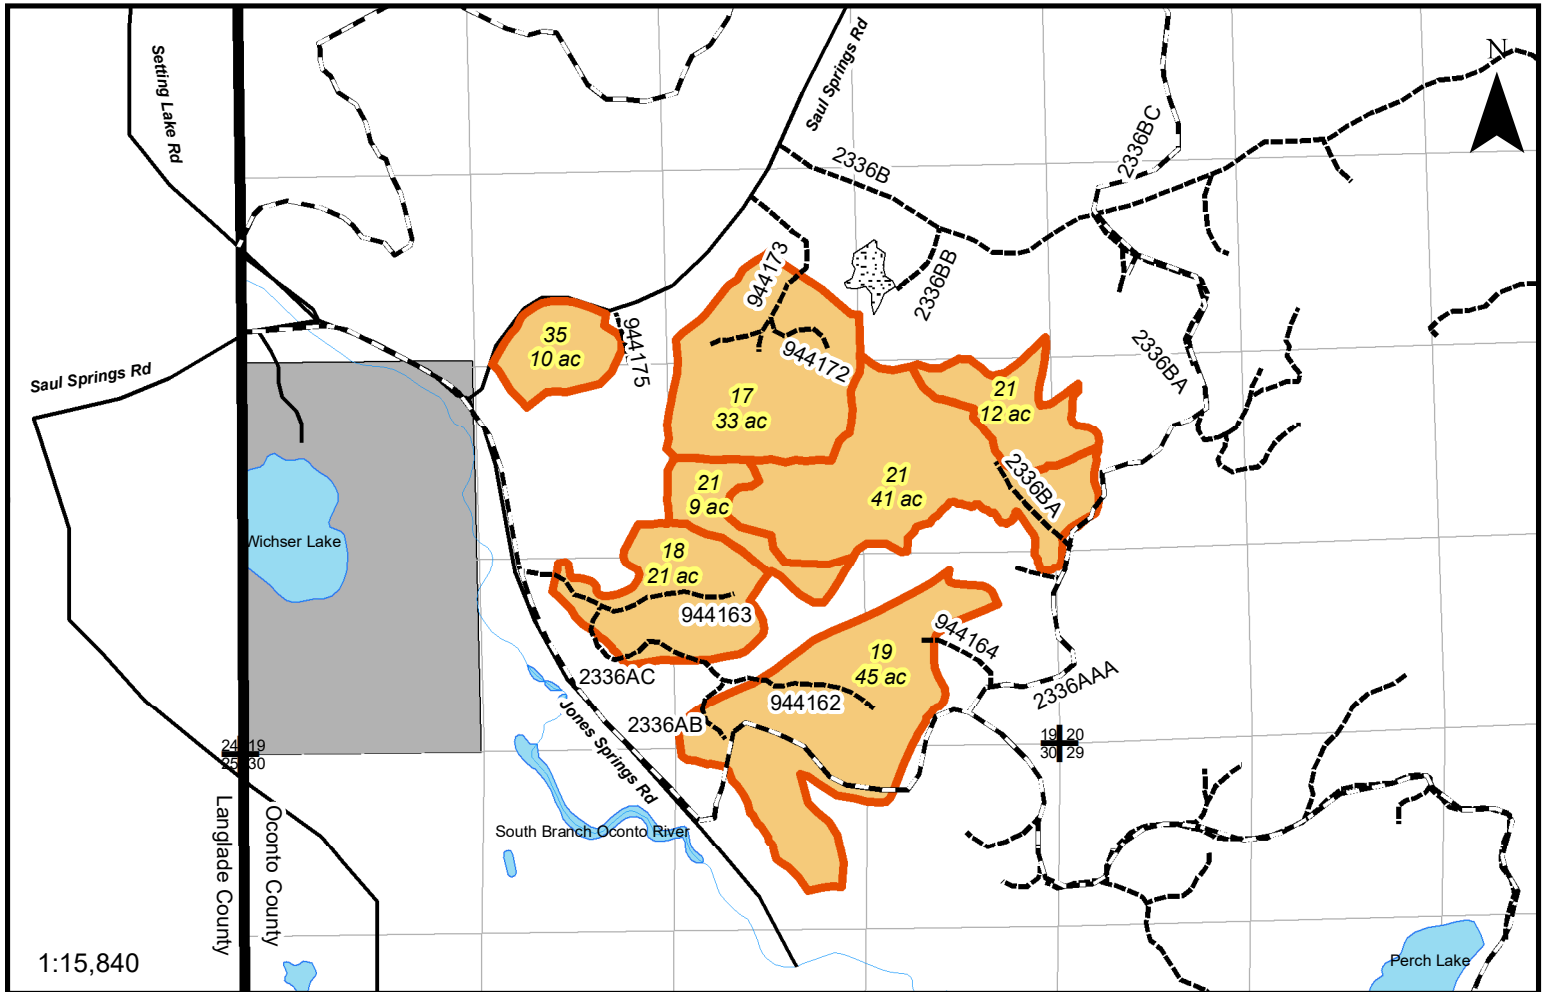 N
Setting Lake Rd
Saul Springs Rd
2336B
2336BC
944173
2336BB
35
10 ac
944175
944172
2336BA
Saul Springs Rd
17
33 ac
21
12 ac
21
9 ac
21
41 ac
2336BA
Wichser Lake
18
21 ac
944163
944164
19
45 ac
2336AC
2336AAA
944162
2336AB
Jones Springs Rd
24 19
25 30
19 20
30 29
South Branch Oconto River
Langlade County
Oconto County
1:15,840
Perch Lake